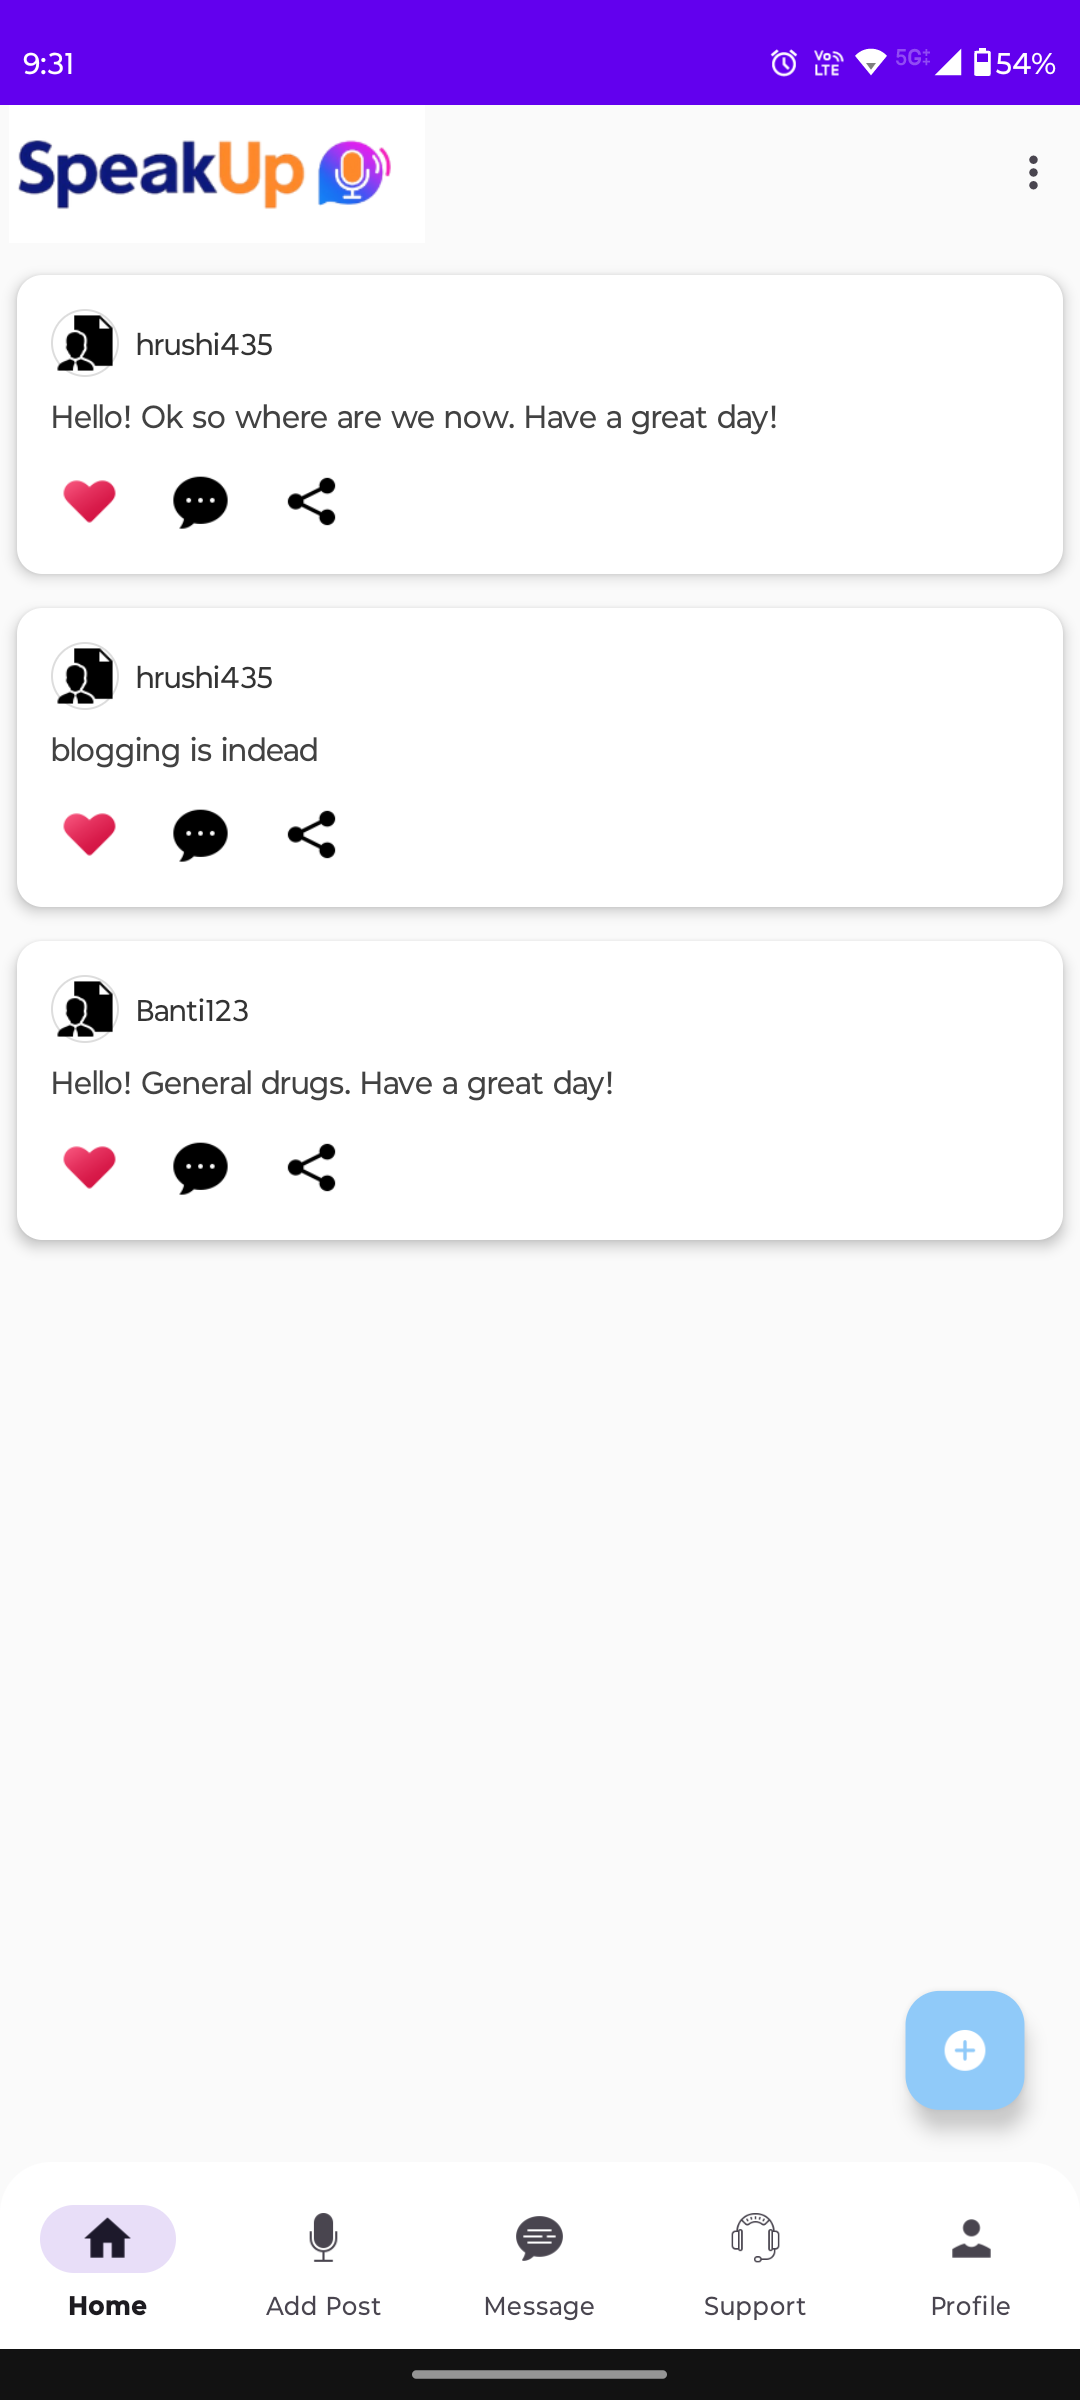 9:31
Vo LTE 5G‡ 54%
SpeakUp
hrushi435
Hello! Ok so where are we now. Have a great day!
hrushi435
blogging is indead
Banti123
Hello! General drugs. Have a great day!
Home Add Post Message Support Profile